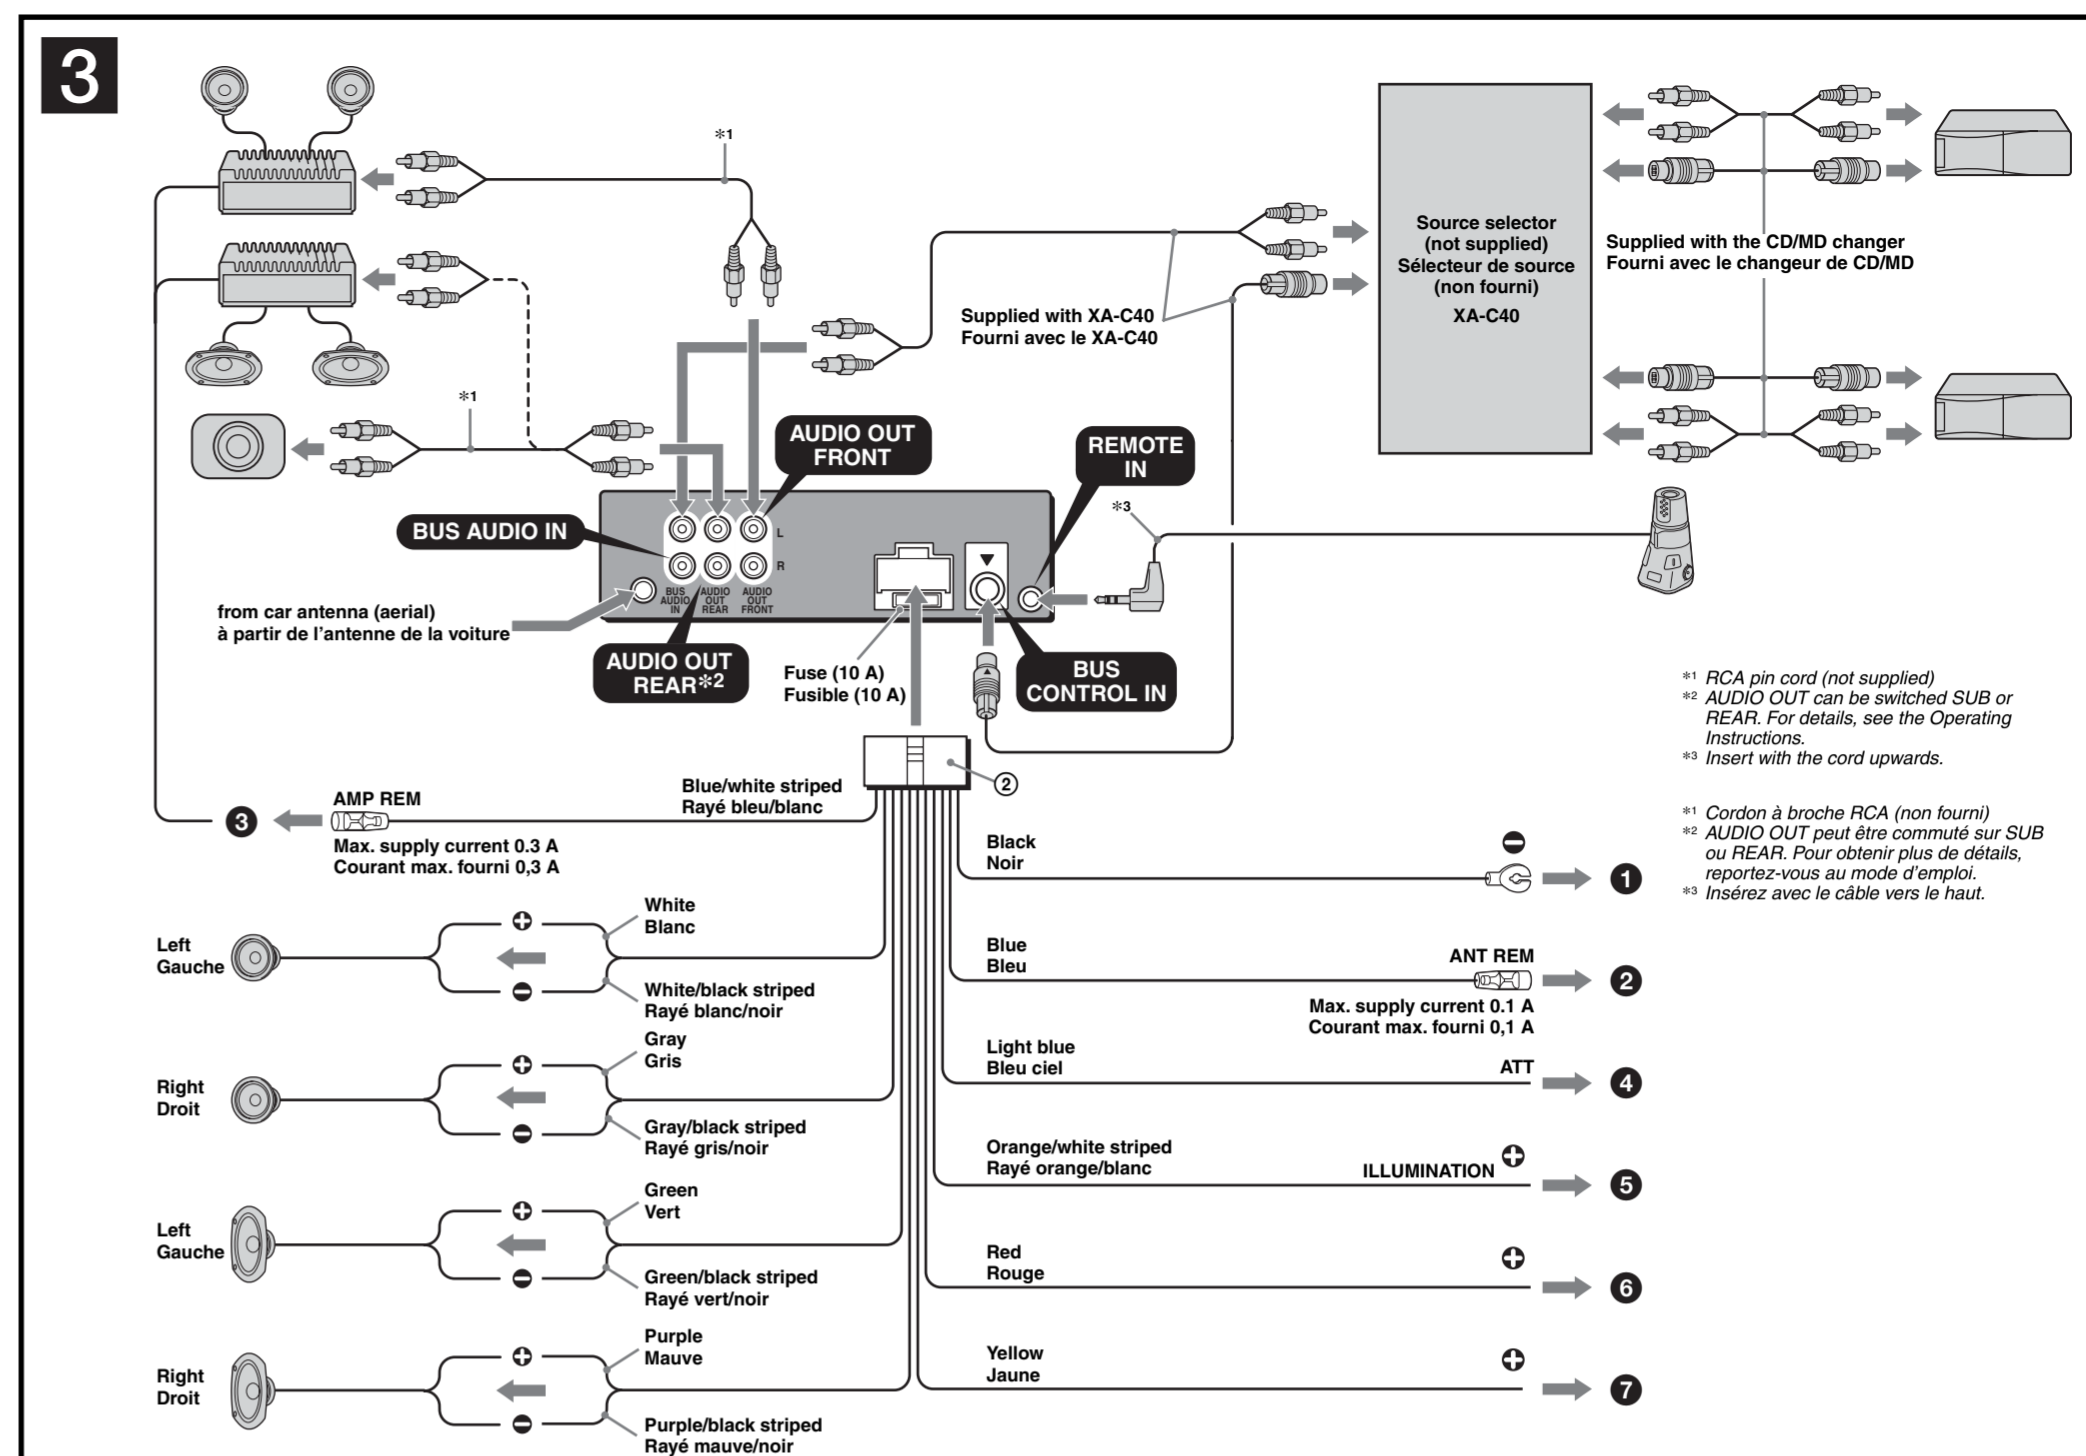 3
*1
Source selector
(not supplied)
Sélecteur de source
(non fourni)
XA-C40
Supplied with the CD/MD changer
Fourni avec le changeur de CD/MD
Supplied with XA-C40
Fourni avec le XA-C40
*1
AUDIO OUT
FRONT
REMOTE
IN
*3
BUS AUDIO IN
L
R
BUS
AUDIO
IN
AUDIO
OUT
REAR
AUDIO
OUT
FRONT
from car antenna (aerial)
à partir de l'antenne de la voiture
AUDIO OUT
REAR*2
Fuse (10 A)
Fusible (10 A)
BUS
CONTROL IN
*1 RCA pin cord (not supplied)
*2 AUDIO OUT can be switched SUB or
REAR. For details, see the Operating
Instructions.
*3 Insert with the cord upwards.
*1 Cordon à broche RCA (non fourni)
*2 AUDIO OUT peut être commuté sur SUB
ou REAR. Pour obtenir plus de détails,
reportez-vous au mode d'emploi.
*3 Insérez avec le câble vers le haut.
②
Blue/white striped
Rayé bleu/blanc
AMP REM
❸
Max. supply current 0.3 A
Courant max. fourni 0,3 A
Black
Noir
❶
White
Blanc
Left
Gauche
White/black striped
Rayé blanc/noir
Blue
Bleu
ANT REM
❷
Max. supply current 0.1 A
Courant max. fourni 0,1 A
Gray
Gris
Right
Droit
Gray/black striped
Rayé gris/noir
Light blue
Bleu ciel
ATT
❹
Orange/white striped
Rayé orange/blanc
ILLUMINATION
❺
Green
Vert
Left
Gauche
Green/black striped
Rayé vert/noir
Red
Rouge
❻
Purple
Mauve
Right
Droit
Purple/black striped
Rayé mauve/noir
Yellow
Jaune
❼